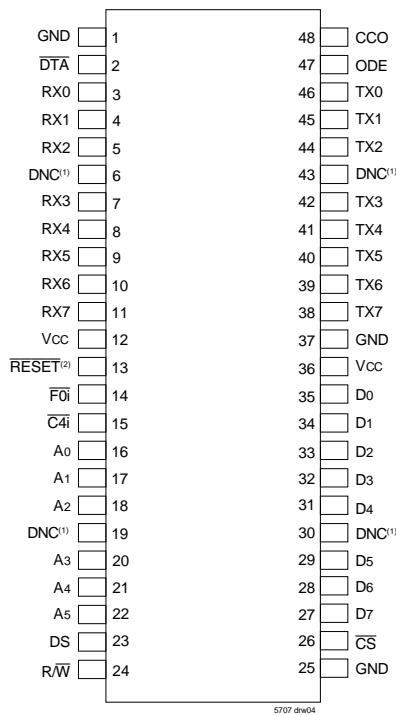 GND 1 48 CCO
D̅T̅A̅ 2 47 ODE
RX0 3 46 TX0
RX1 4 45 TX1
RX2 5 44 TX2
DNC(1) 6 43 DNC(1)
RX3 7 42 TX3
RX4 8 41 TX4
RX5 9 40 TX5
RX6 10 39 TX6
RX7 11 38 TX7
VCC 12 37 GND
R̅E̅S̅E̅T̅(2) 13 36 VCC
F̅0̅i̅ 14 35 D0
C̅4̅i̅ 15 34 D1
A0 16 33 D2
A1 17 32 D3
A2 18 31 D4
DNC(1) 19 30 DNC(1)
A3 20 29 D5
A4 21 28 D6
A5 22 27 D7
DS 23 26 C̅S̅
R/W̅ 24 25 GND
5707 drw04